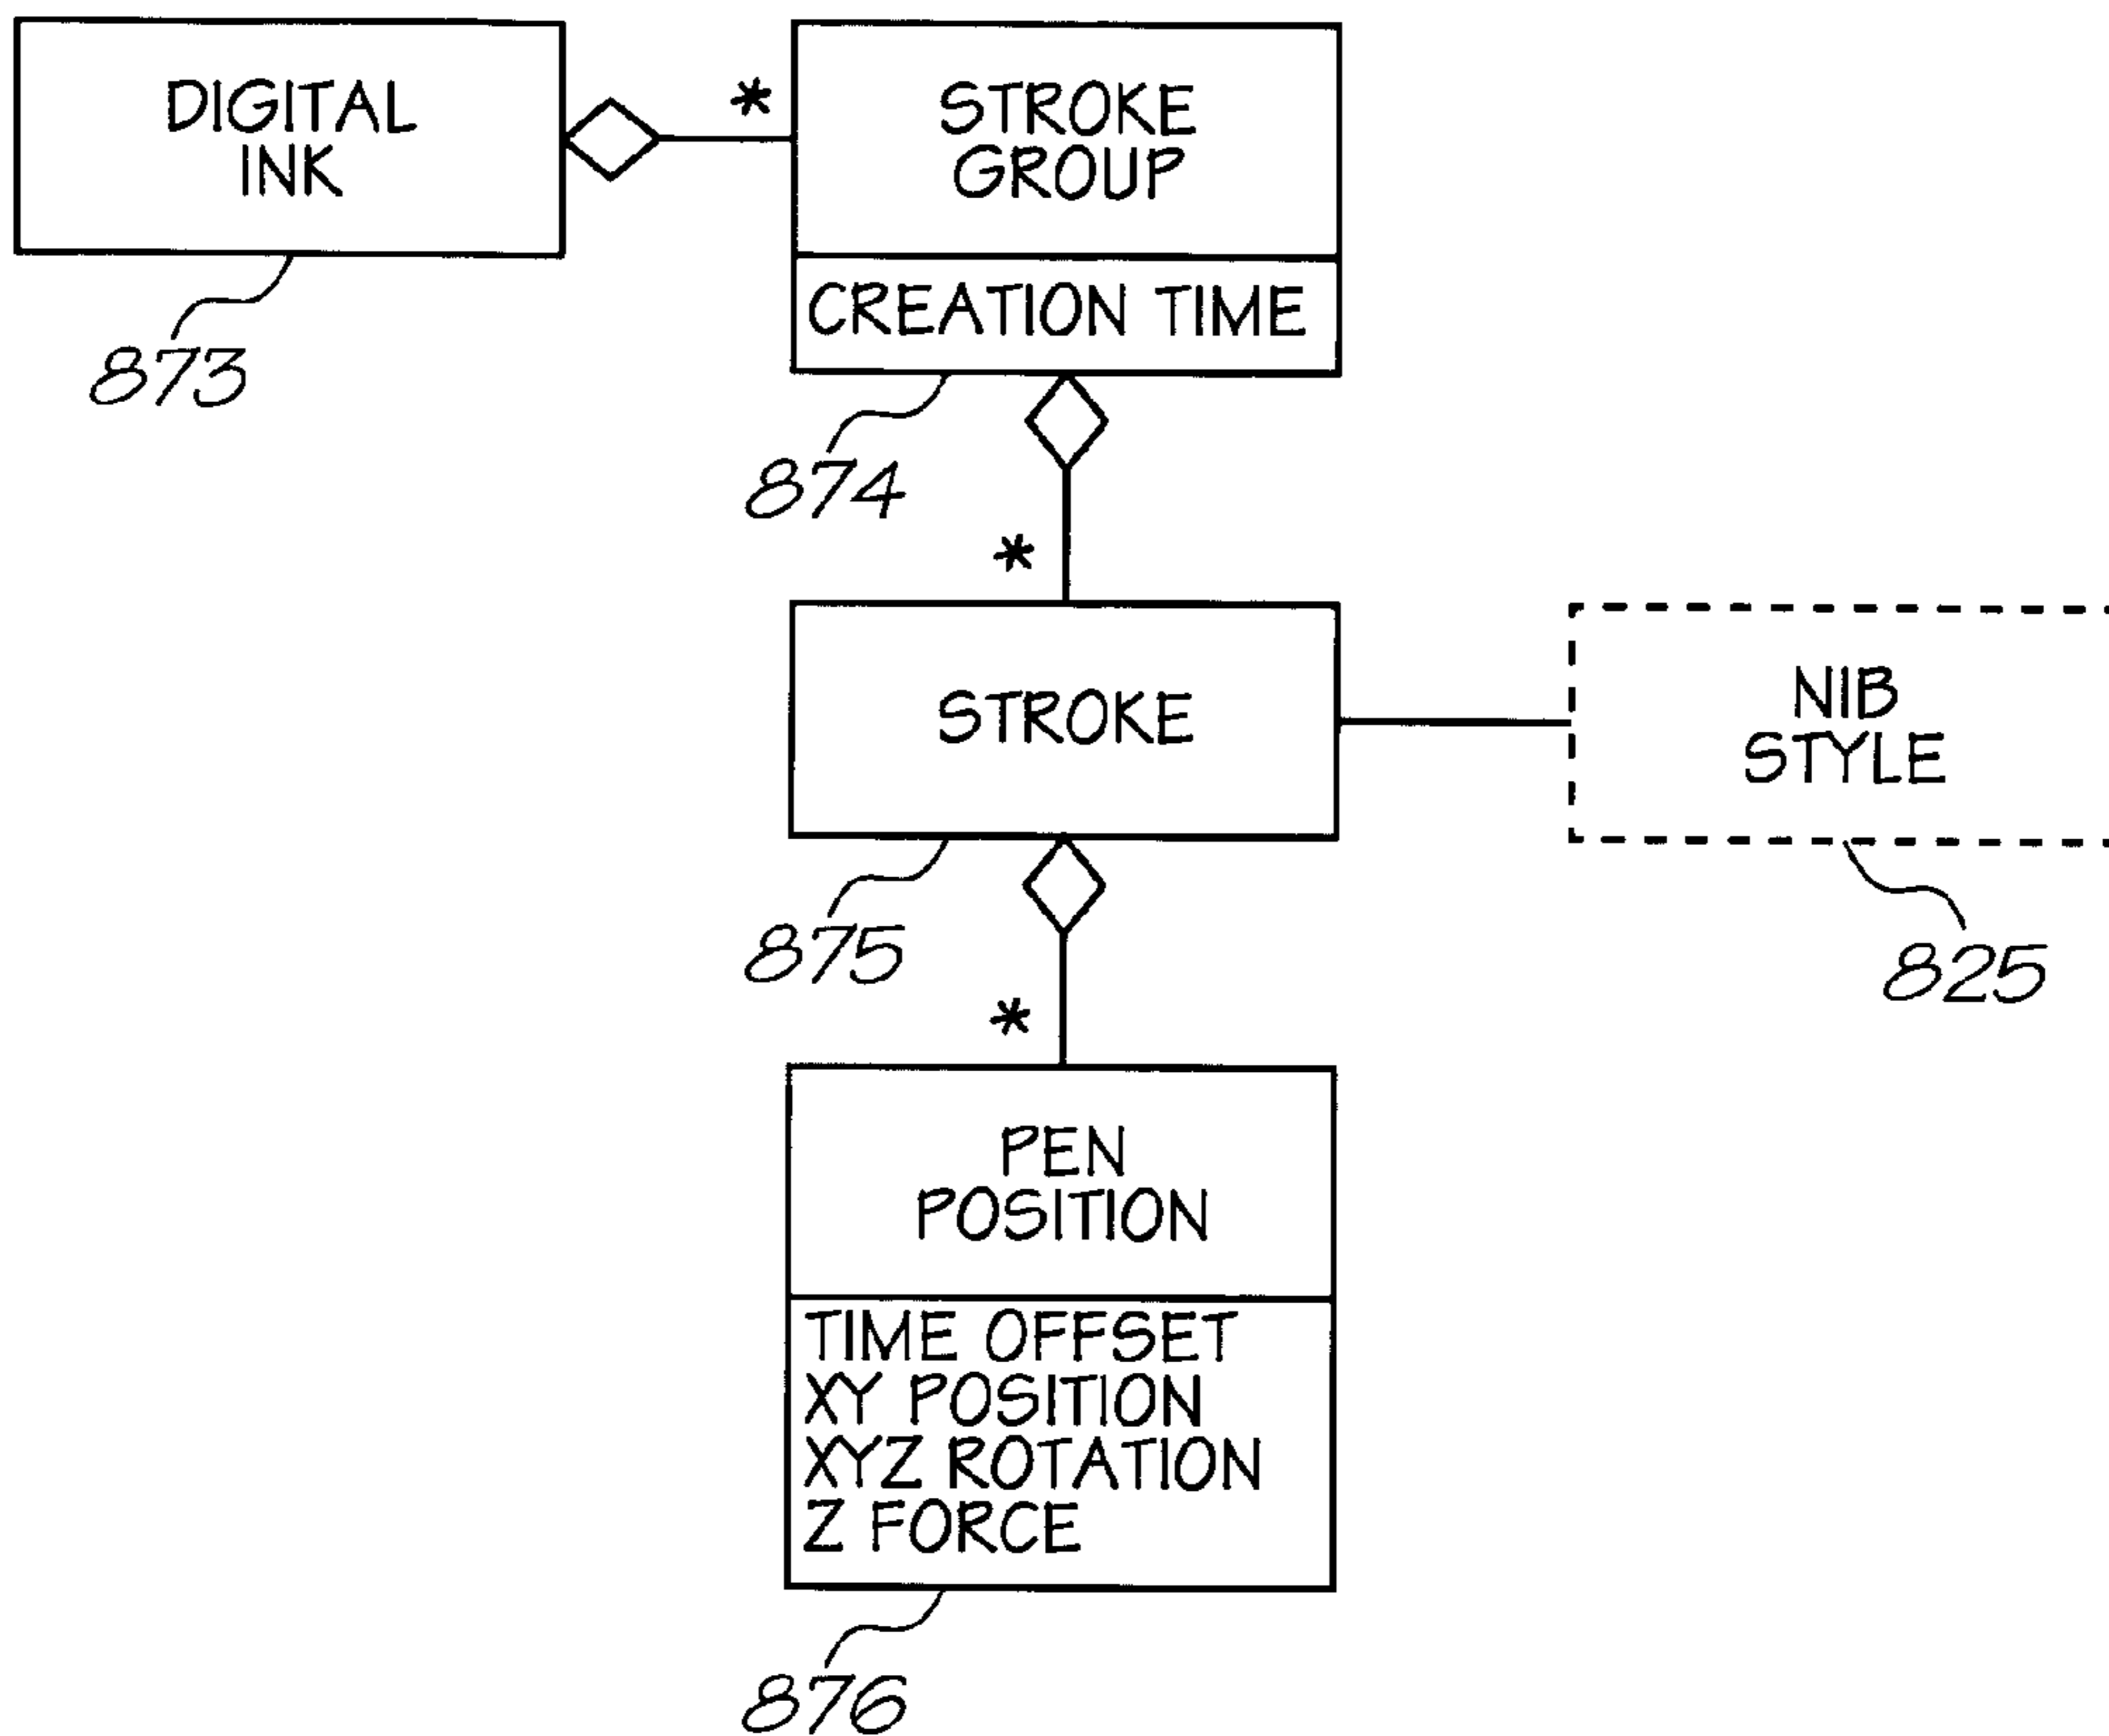 DIGITAL
INK
873
*
STROKE
GROUP
CREATION TIME
874
*
STROKE
875
NIB
STYLE
825
*
PEN
POSITION
TIME OFFSET
XY POSITION
XYZ ROTATION
Z FORCE
876